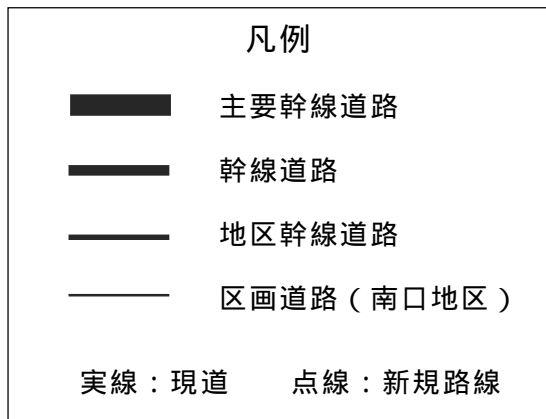 凡例
主要幹線道路
幹線道路
地区幹線道路
区画道路（南口地区）
実線：現道　　点線：新規路線